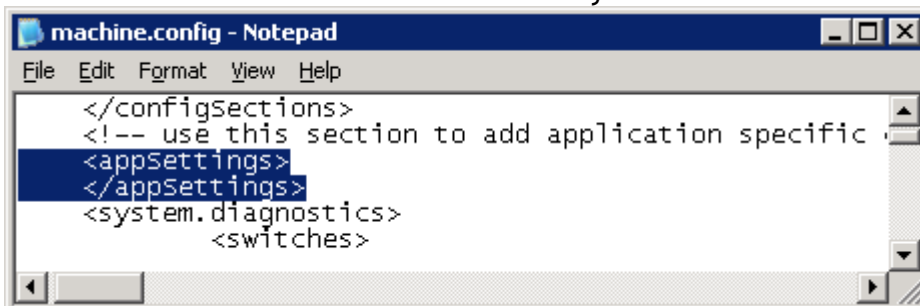 machine.config - Notepad
File Edit Format View Help
</configSections>
<!-- use this section to add application specific
<appSettings>
</appSettings>
<system.diagnostics>
<switches>